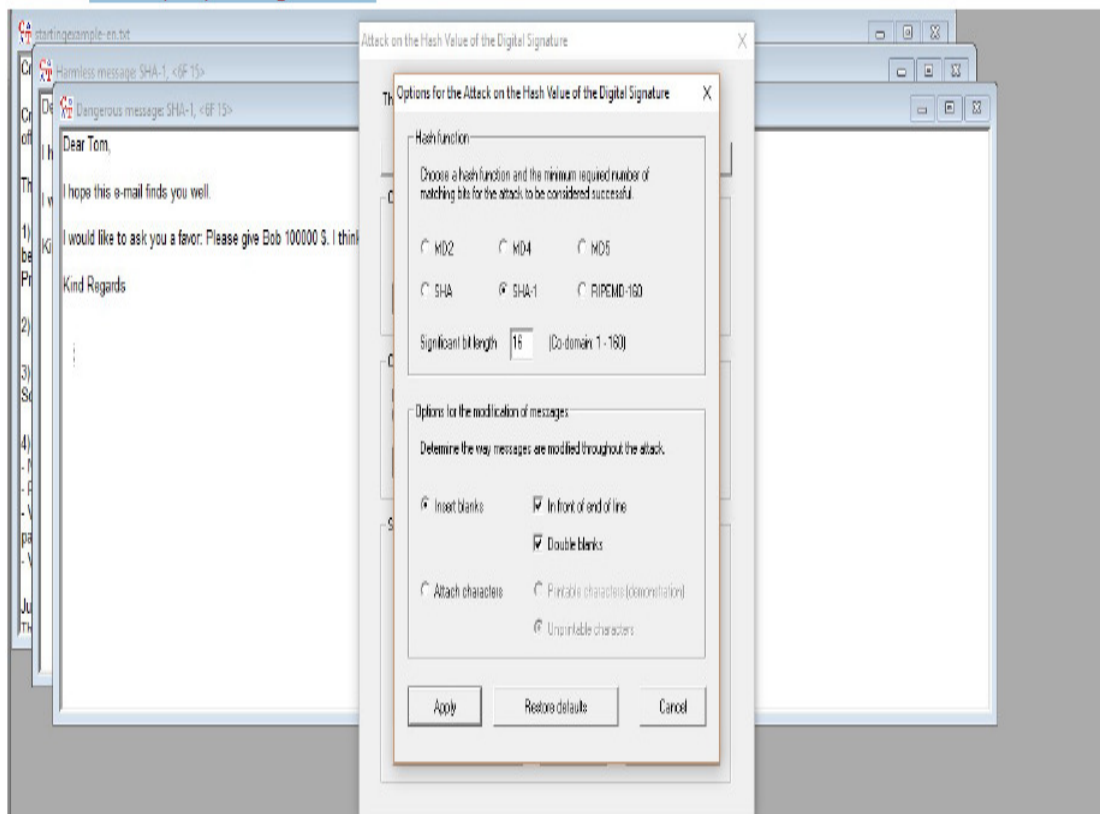 startingexample-en.txt
Attack on the Hash Value of the Digital Signature
Harmless message: SHA-1, <6F 15>
Dangerous message: SHA-1, <6F 15>
Dear Tom,
I hope this e-mail finds you well.
I would like to ask you a favor: Please give Bob 100000 $. I think
Kind Regards
Options for the Attack on the Hash Value of the Digital Signature
Hash function
Choose a hash function and the minimum required number of
matching bits for the attack to be considered successful.
MD2 MD4 MD5
SHA SHA-1 RIPEMD-160
Significant bit length 16 (Co-domain: 1 - 160)
Options for the modification of messages
Determine the way messages are modified throughout the attack.
Insert blanks In front of end of line
Double blanks
Attach characters Printable characters (demonstration)
Unprintable characters
Apply Restore defaults Cancel
1)
2)
3)
4)